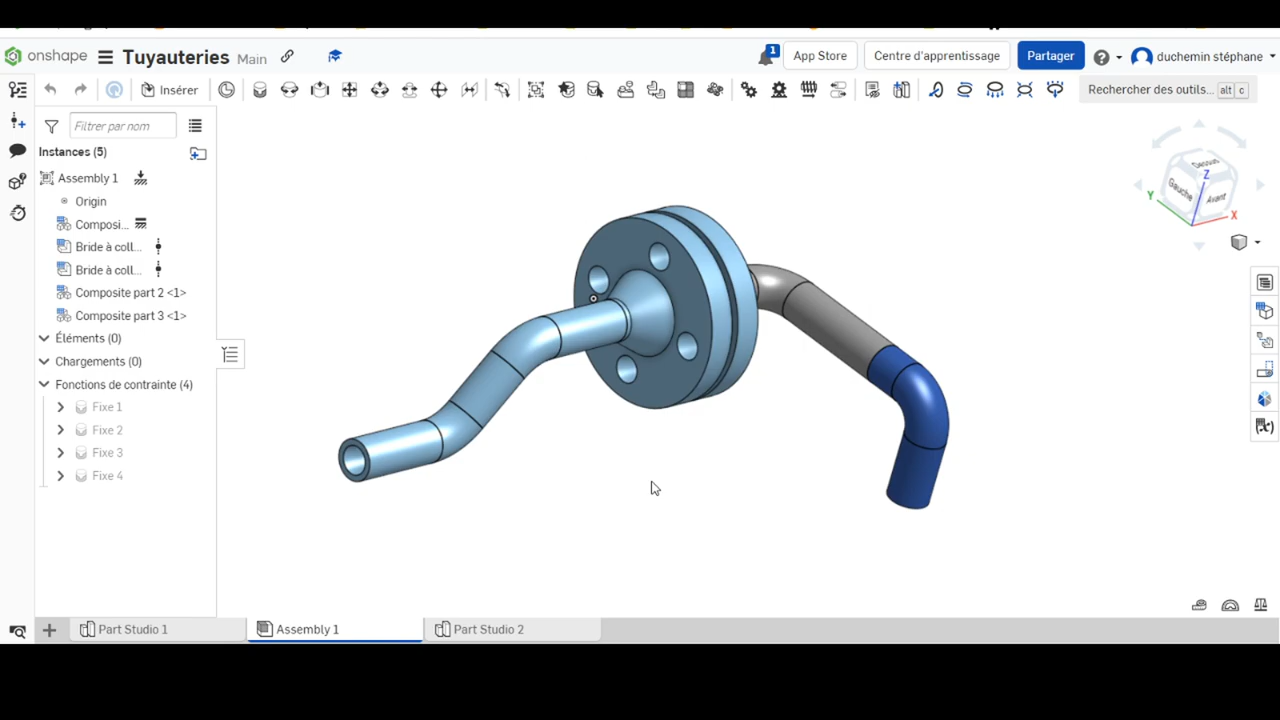 onshape Tuyauteries Main 1 App Store Centre d'apprentissage Partager duchemin stéphane
Insérer Rechercher des outils... alt c
Filtrer par nom
Instances (5)
Assembly 1
Origin
Composi...
Bride à coll...
Bride à coll...
Composite part 2 <1>
Composite part 3 <1>
Éléments (0)
Chargements (0)
Fonctions de contrainte (4)
Fixe 1
Fixe 2
Fixe 3
Fixe 4
Z
Gauche Avant
Y X
Part Studio 1 Assembly 1 Part Studio 2